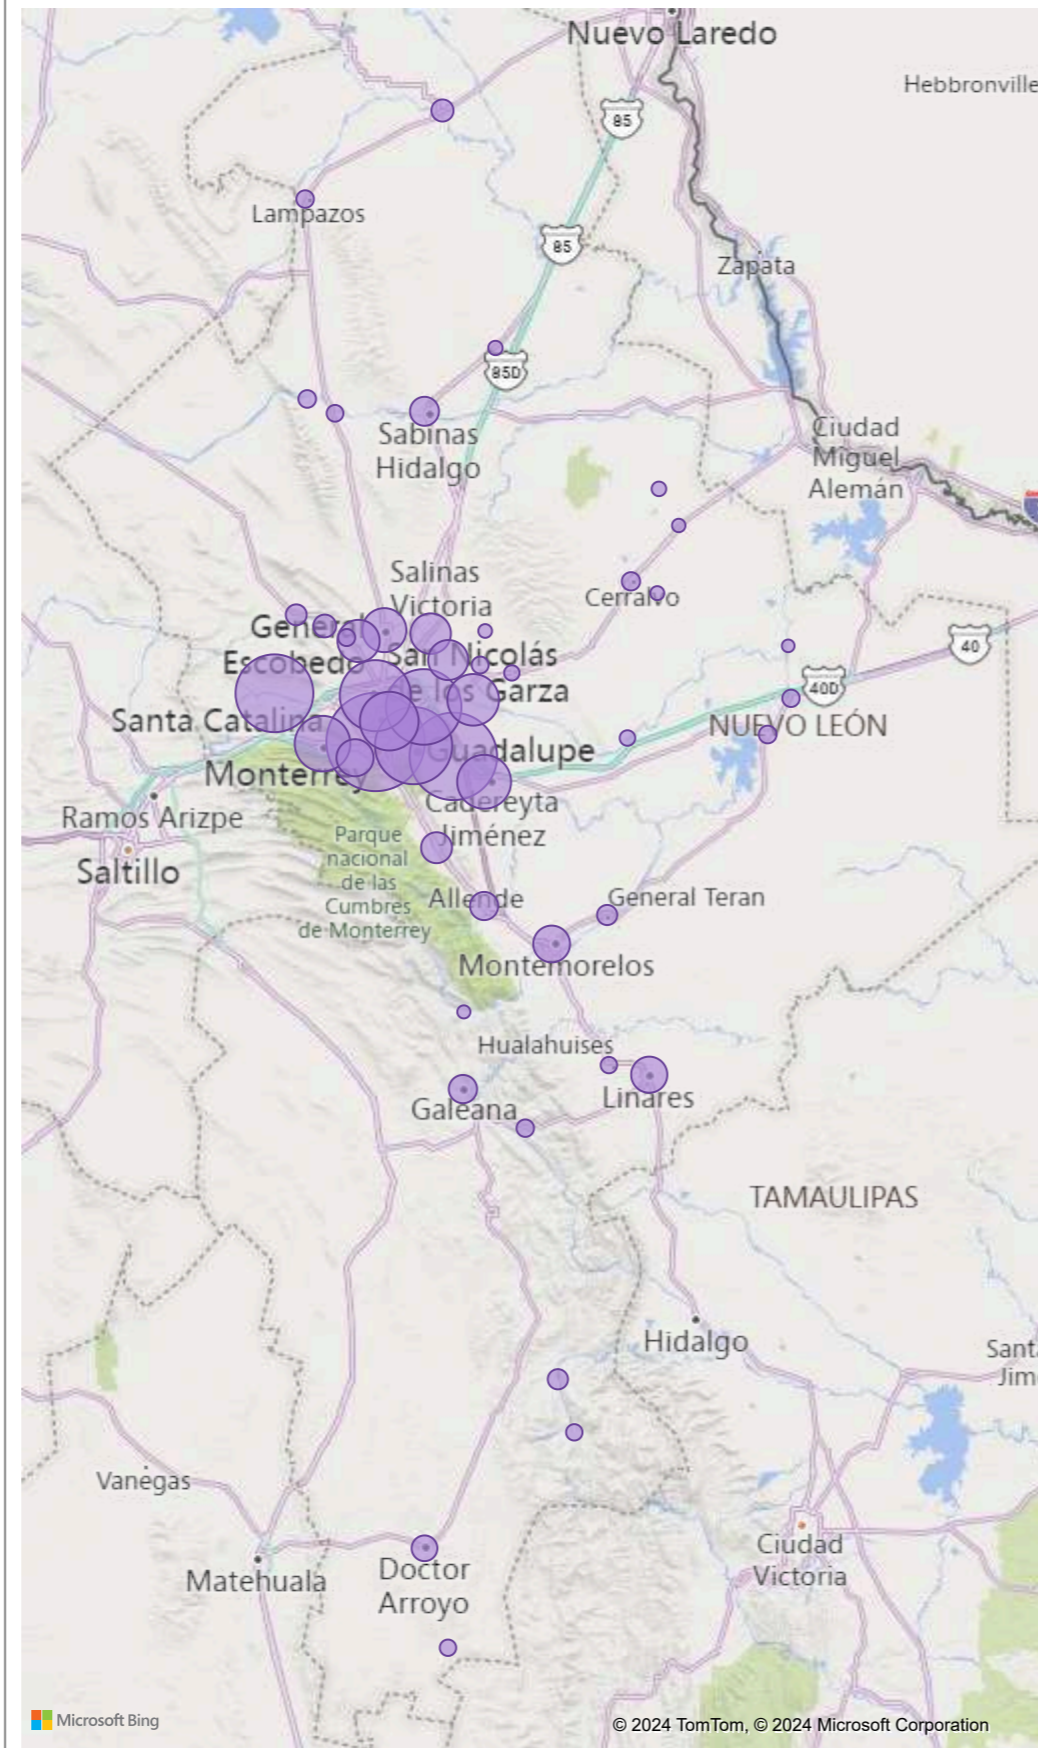 Nuevo Laredo
Hebbronville
85
Lampazos
85
Zapata
85D
Sabinas
Hidalgo
Ciudad
Miguel
Alemán
Salinas
Victoria
Cerralvo
General
Escobedo
San Nicolás
de los Garza
40
40D
Santa Catalina
NUEVO LEÓN
Guadalupe
Monterrey
Cadereyta
Jiménez
Ramos Arizpe
Saltillo
Parque
nacional
de las
Cumbres
de Monterrey
Allende
General Teran
Montemorelos
Hualahuises
Linares
Galeana
TAMAULIPAS
Hidalgo
Santa
Jim
Vanegas
Ciudad
Victoria
Matehuala
Doctor
Arroyo
Microsoft Bing
© 2024 TomTom, © 2024 Microsoft Corporation